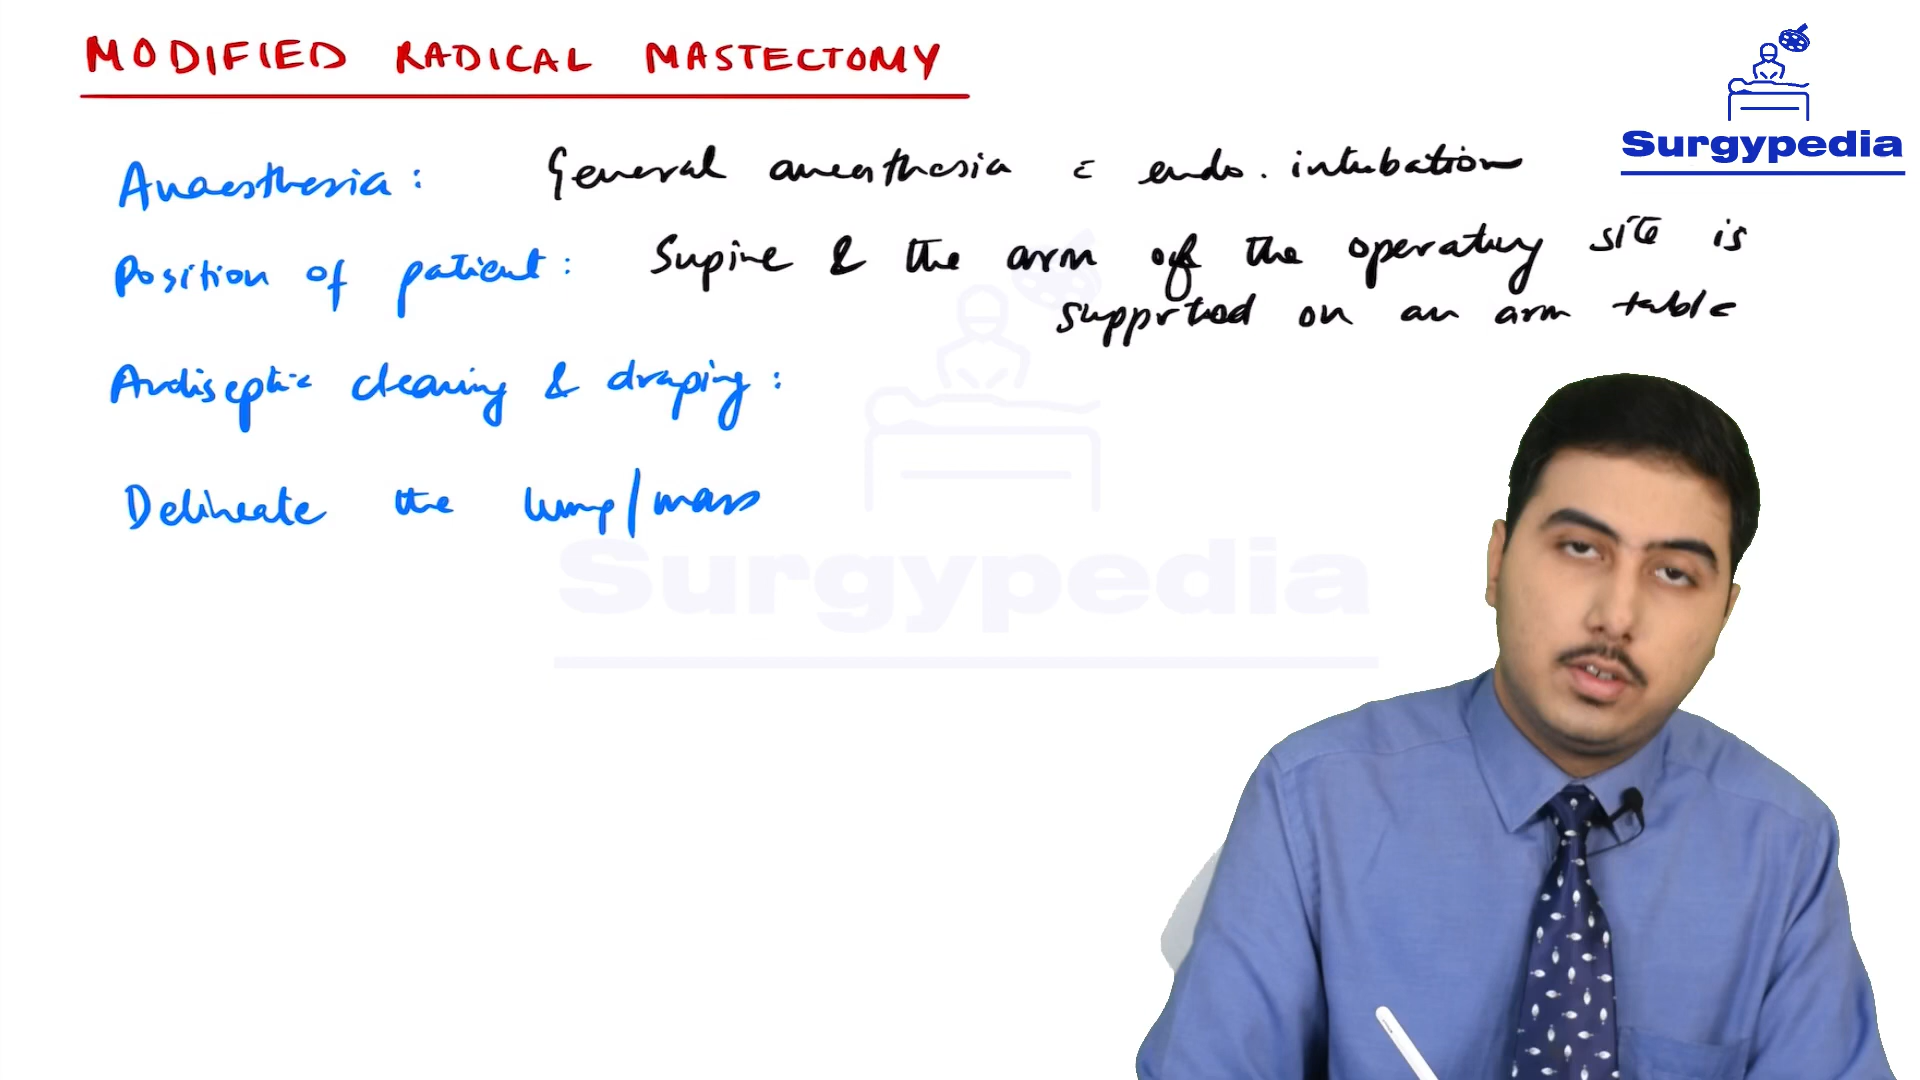 MODIFIED RADICAL MASTECTOMY
Surgypedia
Anaesthesia: General anesthesia c endo. intubation
Position of patient: Supine & the arm of the operating site is
supported on an arm table
Antiseptic cleaning & draping:
Delineate the lump/mass
Surgypedia